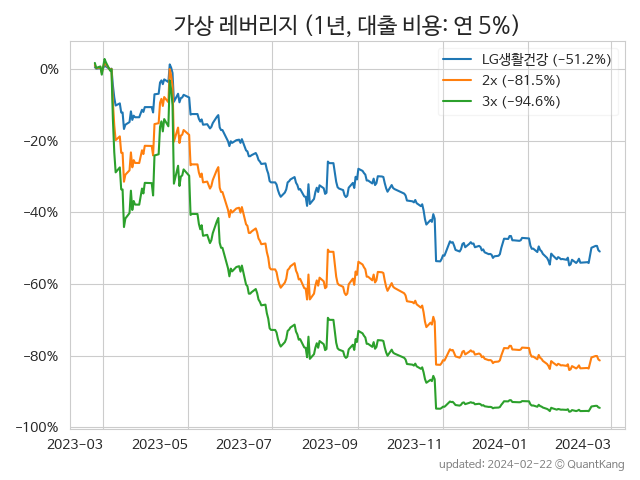 가상 레버리지 (1년, 대출 비용: 연 5%)
LG생활건강 (−51.2%)
2x (−81.5%)
3x (−94.6%)
0%
−20%
−40%
−60%
−80%
−100%
2023-03 2023-05 2023-07 2023-09 2023-11 2024-01 2024-03
updated: 2024-02-22 © QuantKang